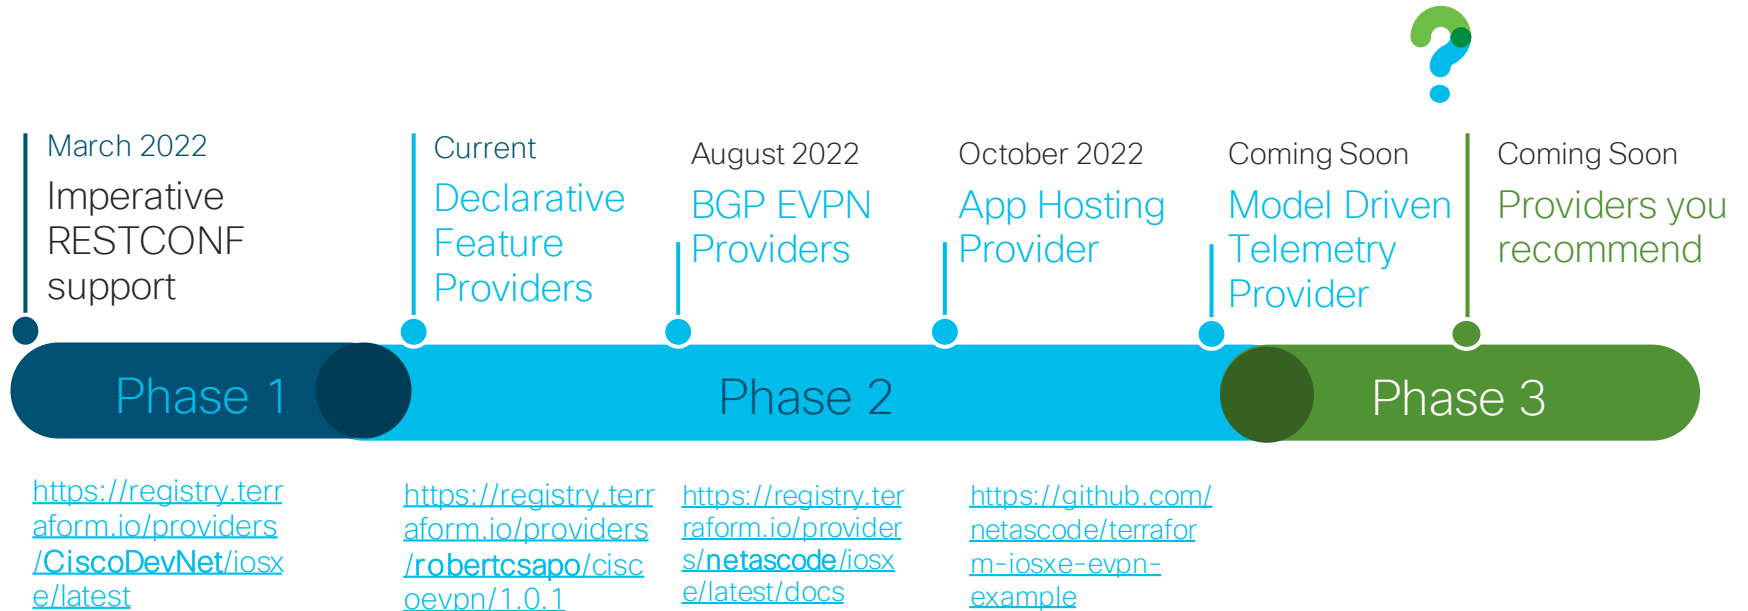 ?
March 2022
Imperative
RESTCONF
support
Current
Declarative
Feature
Providers
August 2022
BGP EVPN
Providers
October 2022
App Hosting
Provider
Coming Soon
Model Driven
Telemetry
Provider
Coming Soon
Providers you
recommend
Phase 1
Phase 2
Phase 3
https://registry.terr
aform.io/providers
/CiscoDevNet/iosx
e/latest
https://registry.terr
aform.io/providers
/robertcsapo/cisc
oevpn/1.0.1
https://registry.ter
raform.io/provider
s/netascode/iosx
e/latest/docs
https://github.com/
netascode/terrafor
m-iosxe-evpn-
example